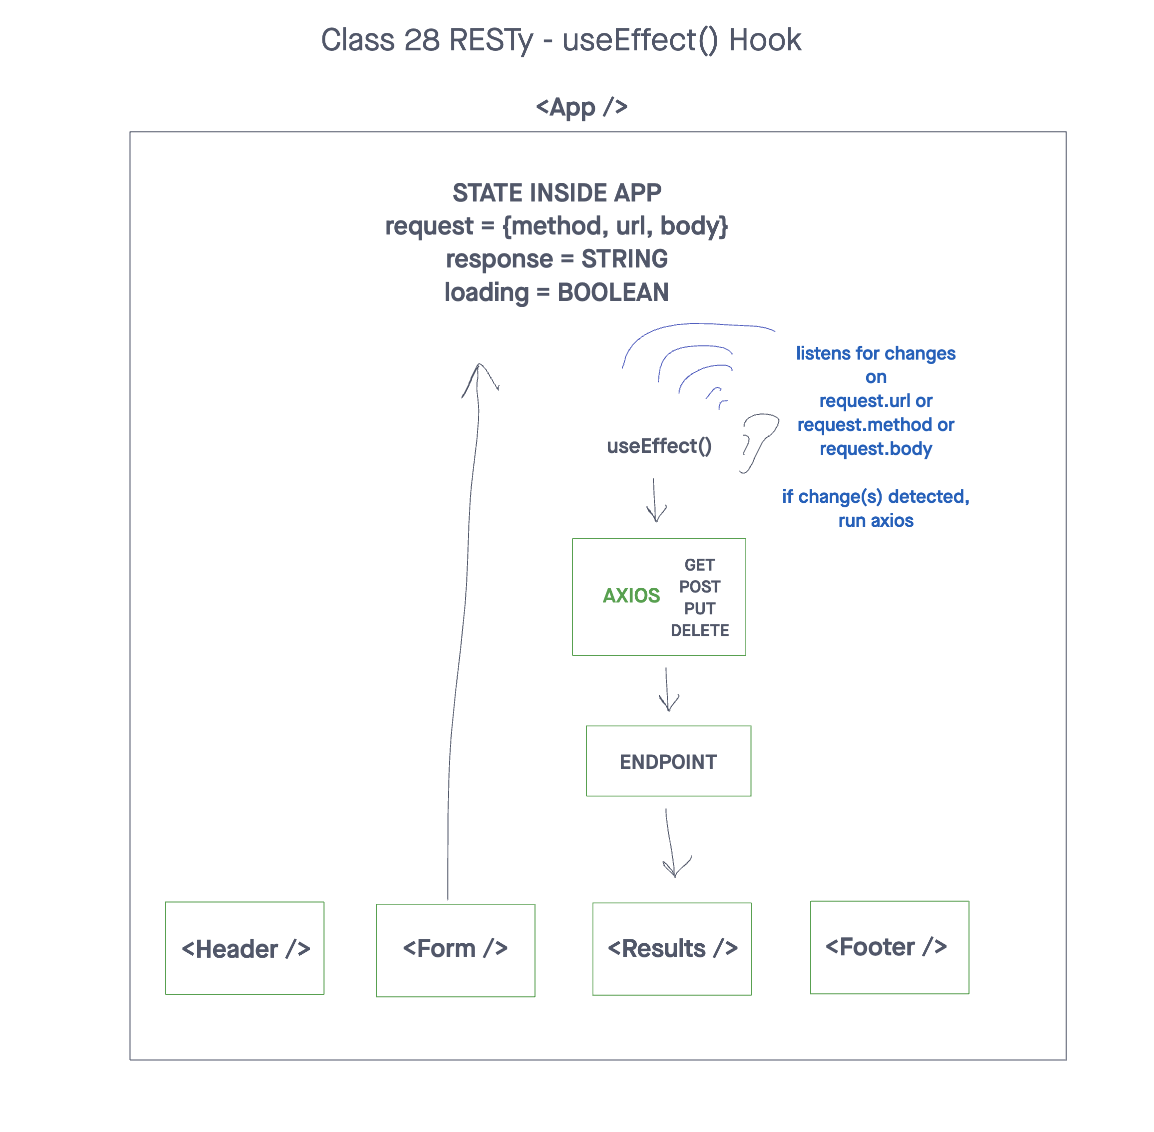 Class 28 RESTy - useEffect() Hook
<App />
STATE INSIDE APP
request = {method, url, body}
response = STRING
loading = BOOLEAN
listens for changes
on
request.url or
request.method or
request.body
if change(s) detected,
run axios
useEffect()
AXIOS
GET
POST
PUT
DELETE
ENDPOINT
<Header />
<Form />
<Results />
<Footer />